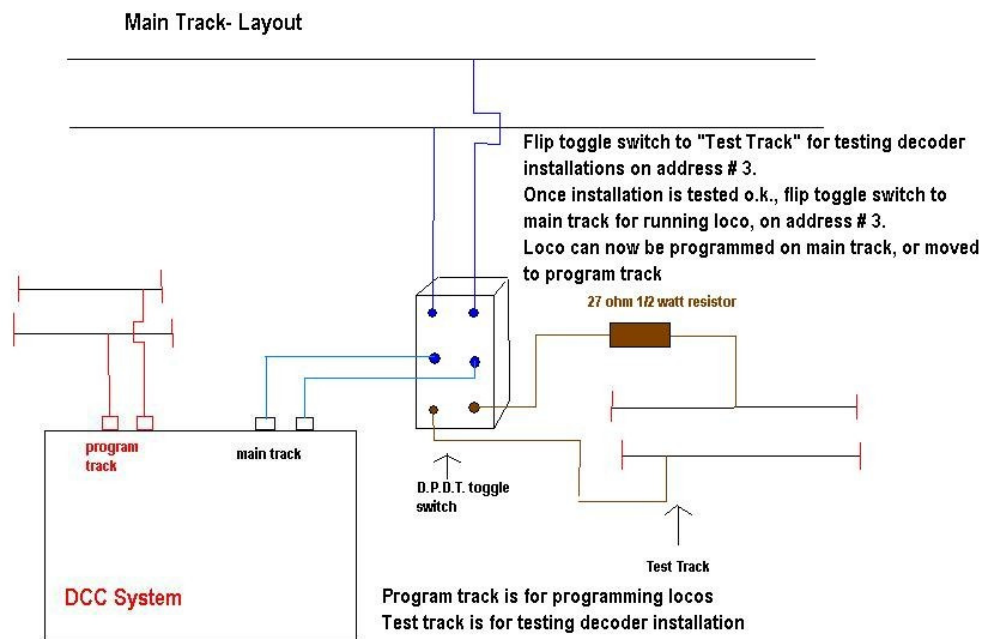 Main Track- Layout
Flip toggle switch to "Test Track" for testing decoder
installations on address # 3.
Once installation is tested o.k., flip toggle switch to
main track for running loco, on address # 3.
Loco can now be programmed on main track, or moved
to program track
27 ohm 1/2 watt resistor
program
track
main track
D.P.D.T. toggle
switch
Test Track
DCC System
Program track is for programming locos
Test track is for testing decoder installation